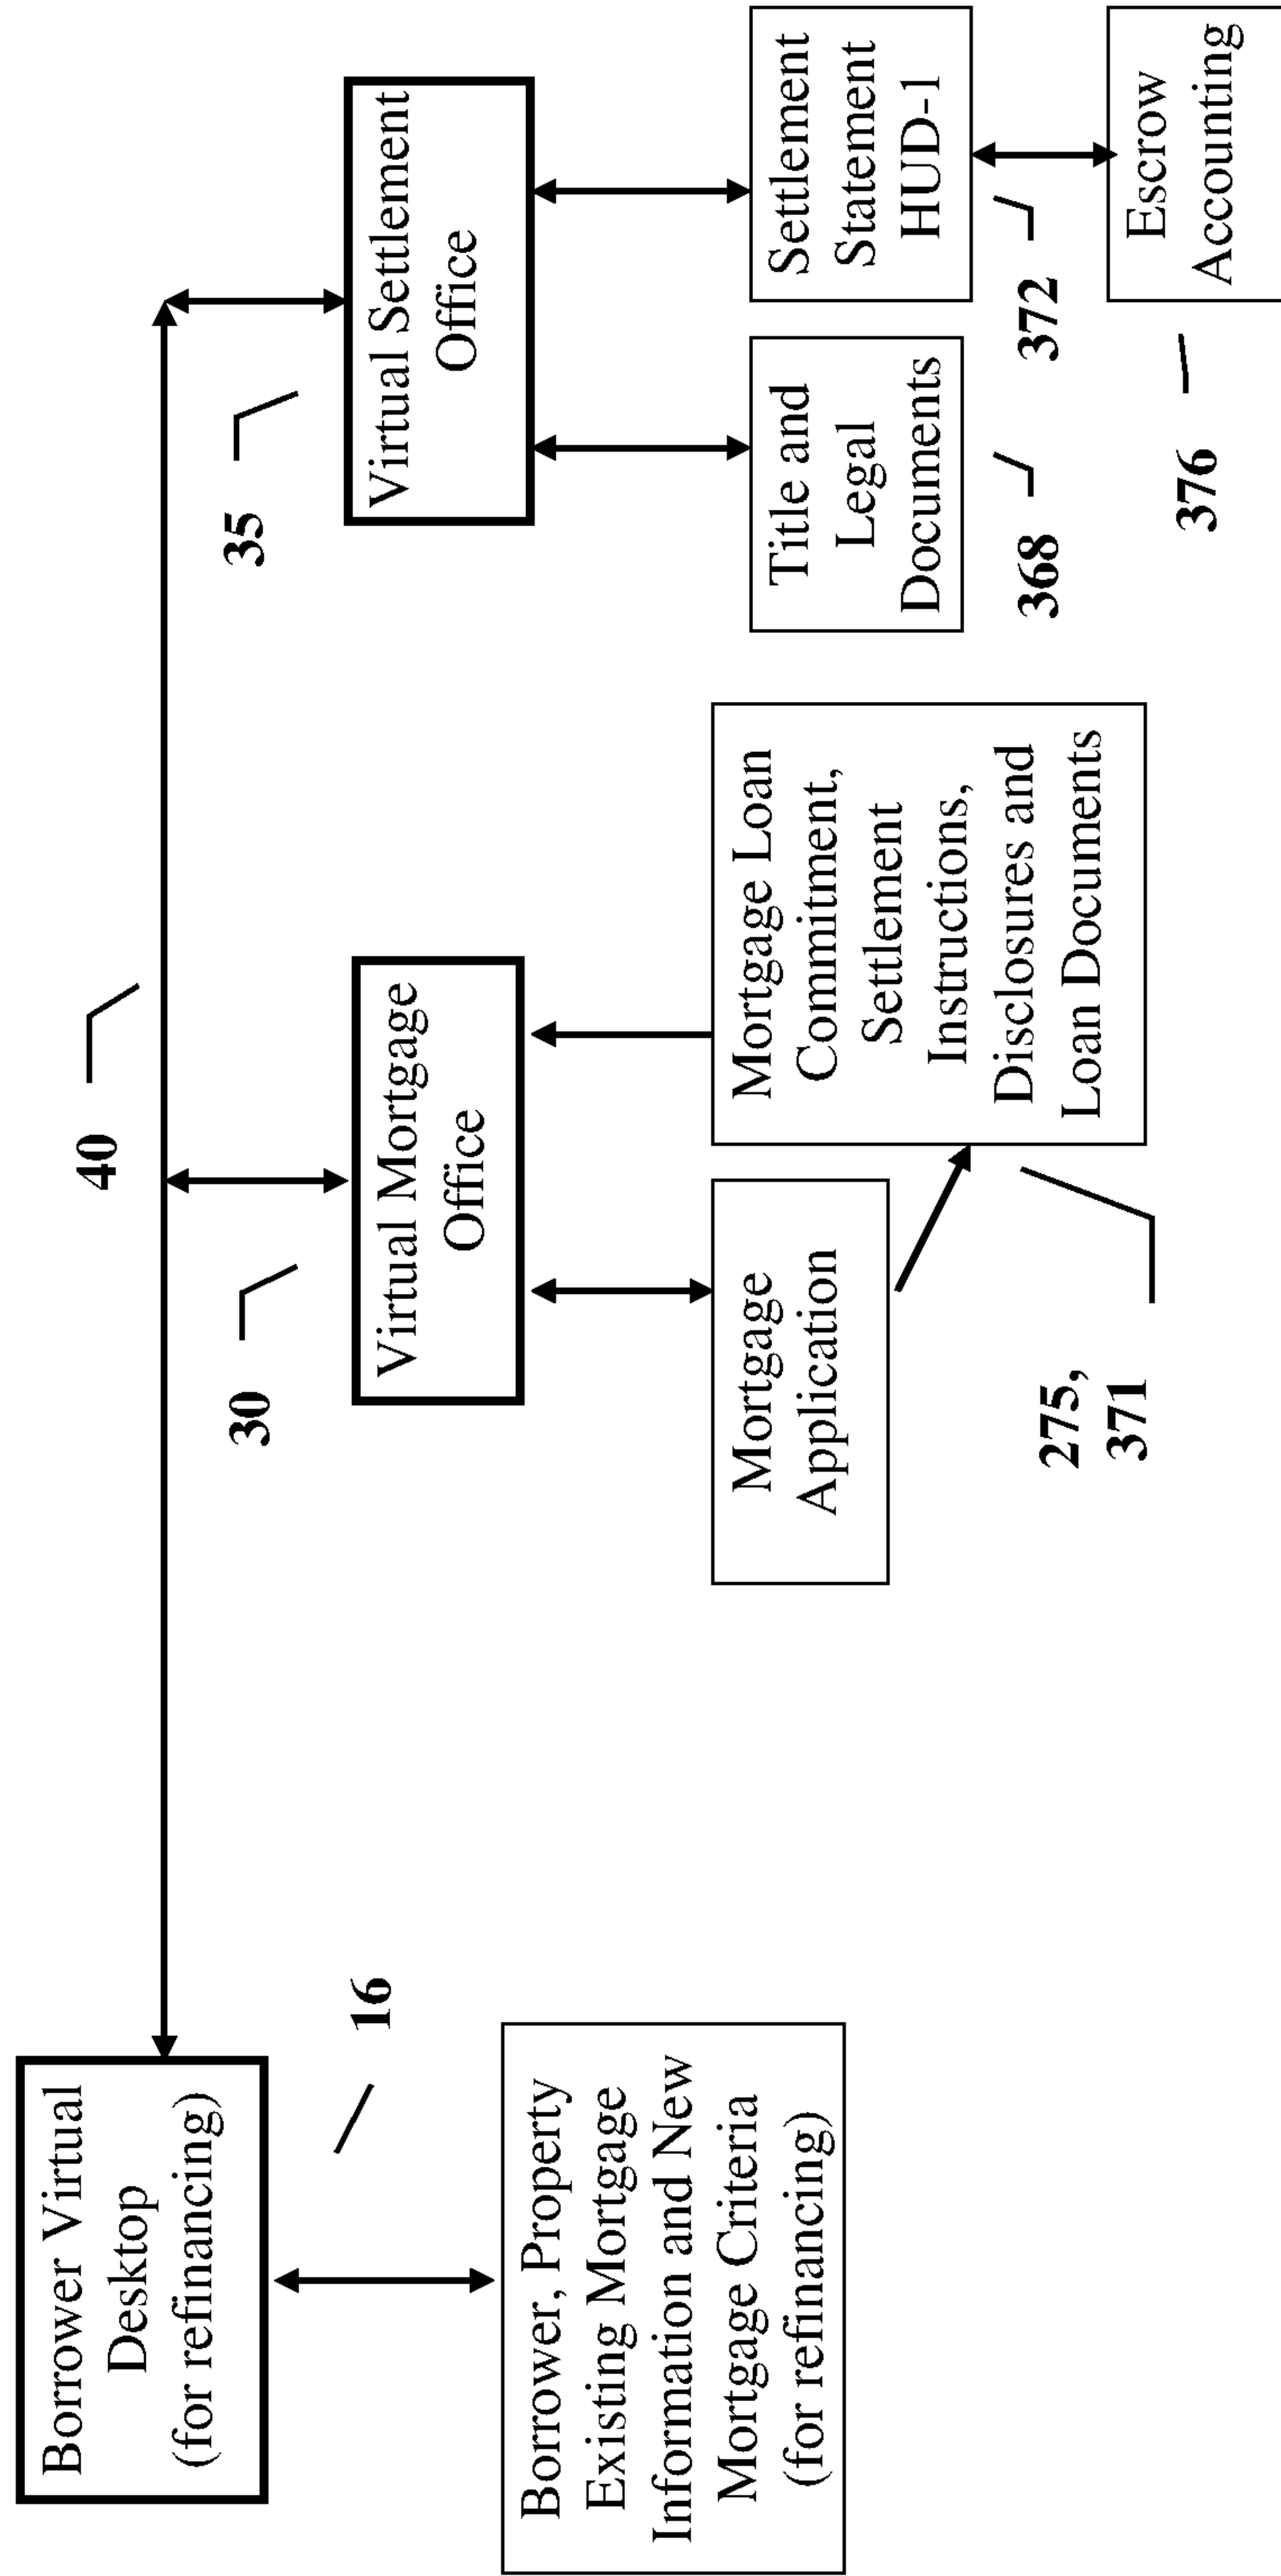 Borrower Virtual
Desktop
(for refinancing)
16
Borrower, Property
Existing Mortgage
Information and New
Mortgage Criteria
(for refinancing)
40
30
Virtual Mortgage
Office
Mortgage
Application
275,
371
Mortgage Loan
Commitment,
Settlement
Instructions,
Disclosures and
Loan Documents
35
Virtual Settlement
Office
Title and
Legal
Documents
368
Settlement
Statement
HUD-1
372
376
Escrow
Accounting